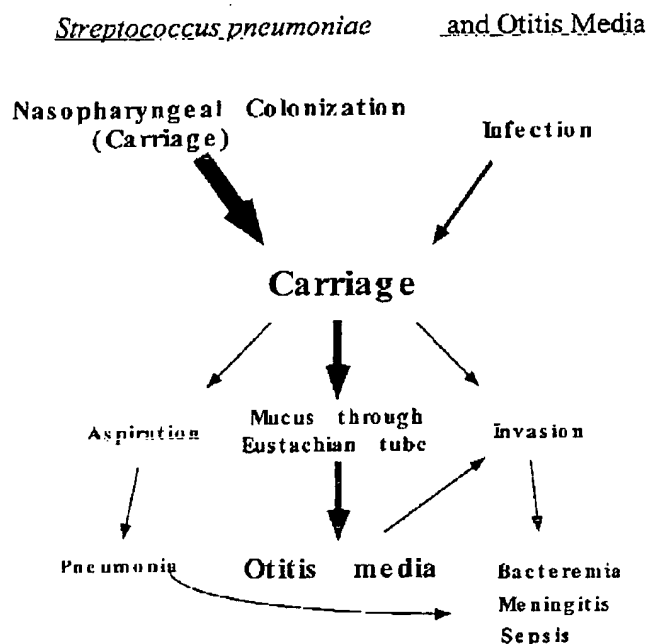 Streptococcus pneumoniae and Otitis Media
Nasopharyngeal Colonization
(Carriage)
Infection
Carriage
Aspiration
Mucus through
Eustachian tube
Invasion
Pneumonia
Otitis media
Bacteremia
Meningitis
Sepsis